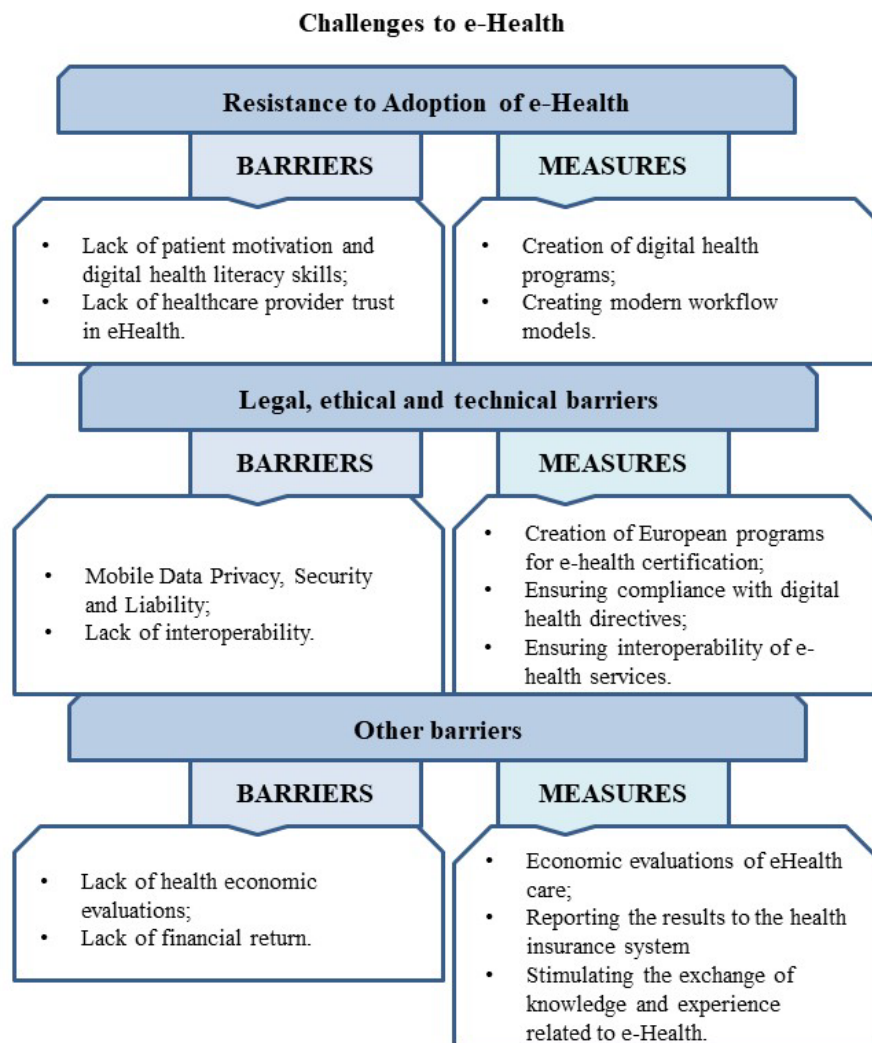 Challenges to e-Health
Resistance to Adoption of e-Health
BARRIERS
• Lack of patient motivation and
digital health literacy skills;
• Lack of healthcare provider trust
in eHealth.
MEASURES
• Creation of digital health
programs;
• Creating modern workflow
models.
Legal, ethical and technical barriers
BARRIERS
• Mobile Data Privacy, Security
and Liability;
• Lack of interoperability.
MEASURES
• Creation of European programs
for e-health certification;
• Ensuring compliance with digital
health directives;
• Ensuring interoperability of e-
health services.
Other barriers
BARRIERS
• Lack of health economic
evaluations;
• Lack of financial return.
MEASURES
• Economic evaluations of eHealth
care;
• Reporting the results to the health
insurance system
• Stimulating the exchange of
knowledge and experience
related to e-Health.